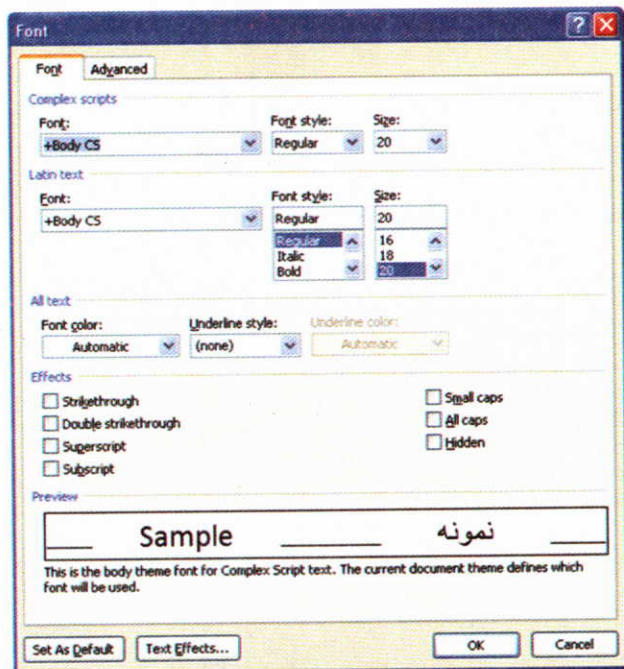 Font
Font Advanced
Complex scripts
Font: Font style: Size:
+Body CS Regular 20
Latin text
Font: Font style: Size:
+Body CS Regular 20
Regular 16
Italic 18
Bold 20
All text
Font color: Underline style: Underline color:
Automatic (none) Automatic
Effects
Strikethrough Small caps
Double strikethrough All caps
Superscript Hidden
Subscript
Preview
Sample نمونه
This is the body theme font for Complex Script text. The current document theme defines which
font will be used.
Set As Default Text Effects... OK Cancel